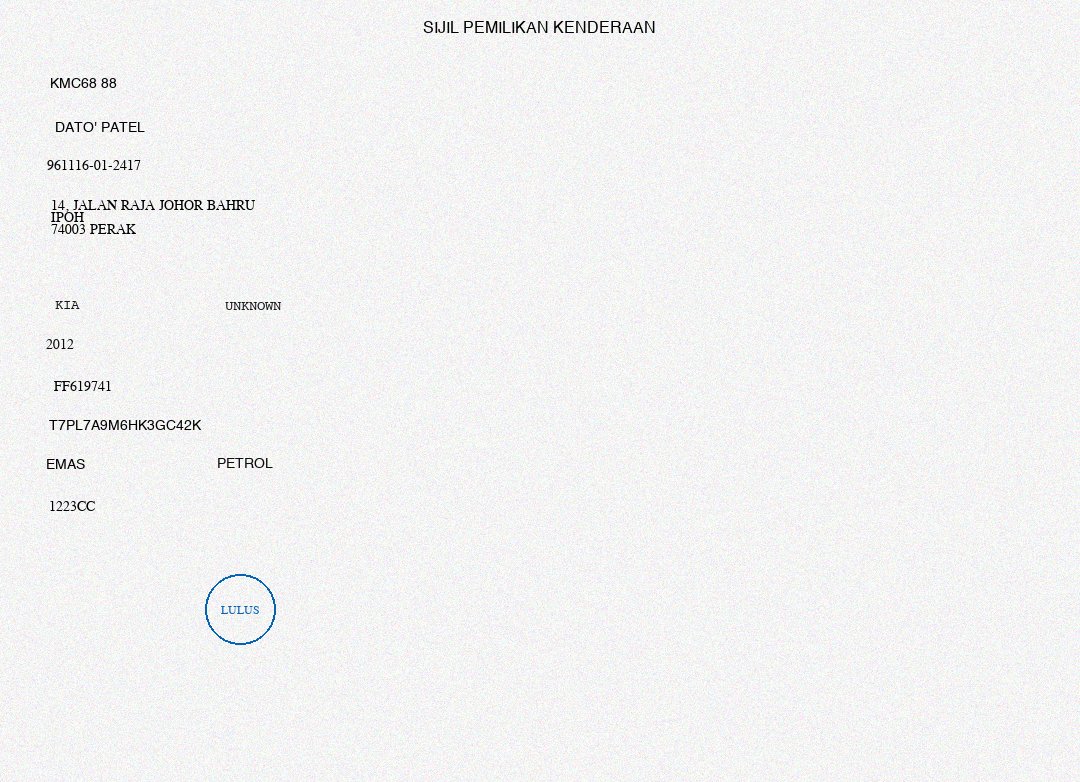 SIJIL PEMILIKAN KENDERAAN
KMC68 88
DATO' PATEL
961116-01-2417
14, JALAN RAJA JOHOR BAHRU
IPOH
74003 PERAK
KIA UNKNOWN
2012
FF619741
T7PL7A9M6HK3GC42K
EMAS PETROL
1223CC
LULUS